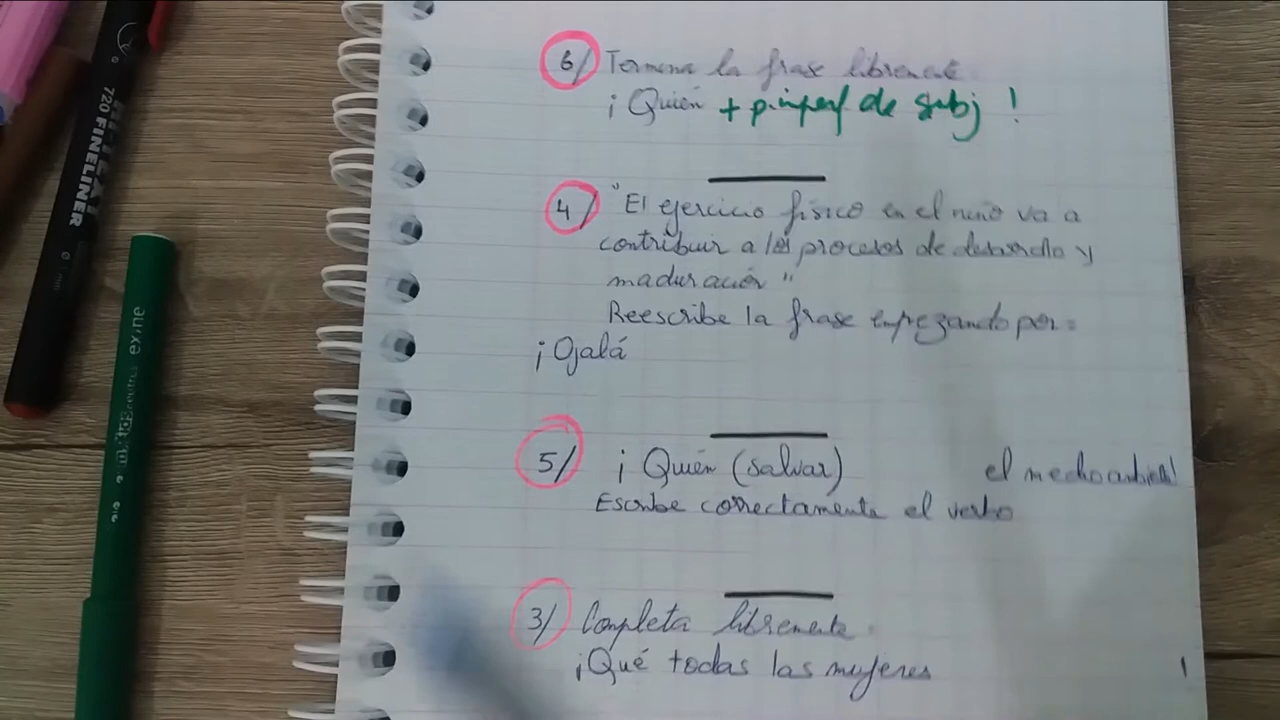 6/ Termina la frase libremente.
¡Quién + p.imperf de subj !
4/ "El ejercicio físico en el niño va a
contribuir a los procesos de desarrollo y
maduración"
Reescribe la frase empezando por:
¡Ojalá
5/ ¡Quién (salvar) el medioambiente!
Escribe correctamente el verbo
3/ Completa libremente.
¡Qué todas las mujeres !
720 FINELINER
exine